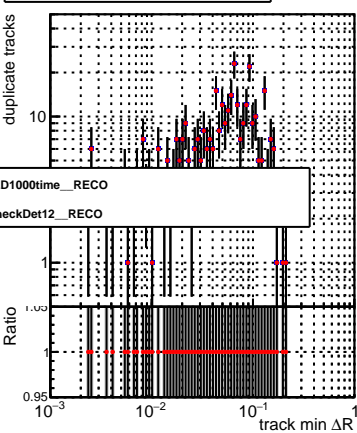 duplicate tracks
10
D1000time__RECO
neckDet12__RECO
1
1.05
Ratio
1
0.95
10−3 10−2 10−1 1
track min ΔR